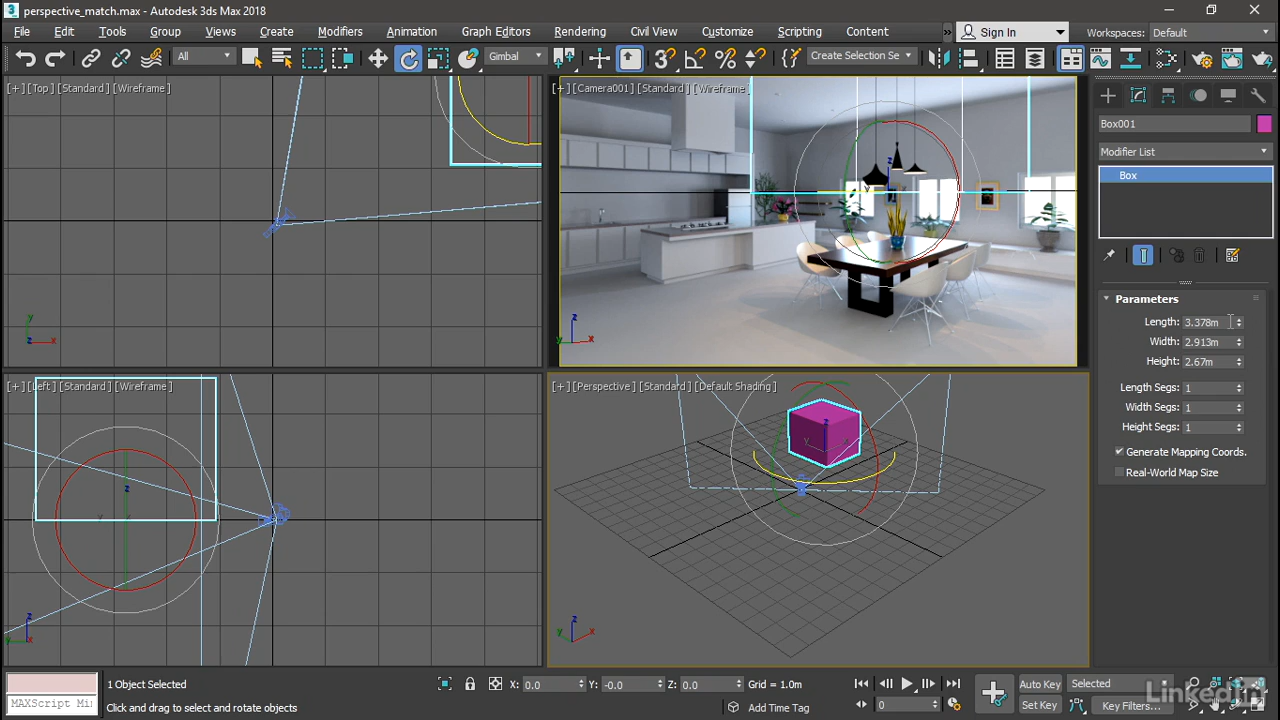 perspective_match.max - Autodesk 3ds Max 2018
File Edit Tools Group Views Create Modifiers Animation Graph Editors Rendering Civil View Customize Scripting Content » Sign In Workspaces: Default
All Gimbal Create Selection Se
[+] [Top] [Standard] [Wireframe]
[+] [Camera001] [Standard] [Wireframe]
Box001
Modifier List
Box
Parameters
Length: 3.378m
Width: 2.913m
Height: 2.67m
Length Segs: 1
Width Segs: 1
Height Segs: 1
Generate Mapping Coords.
Real-World Map Size
y
x
z
x
[+] [Left] [Standard] [Wireframe]
[+] [Perspective] [Standard] [Default Shading]
z
y
x
z
y
x
1 Object Selected
X: 0.0 Y: -0.0 Z: 0.0 Grid = 1.0m
Auto Key Selected
MAXScript Mi
Click and drag to select and rotate objects
Add Time Tag
0
Set Key Key Filters...
LinkedIn